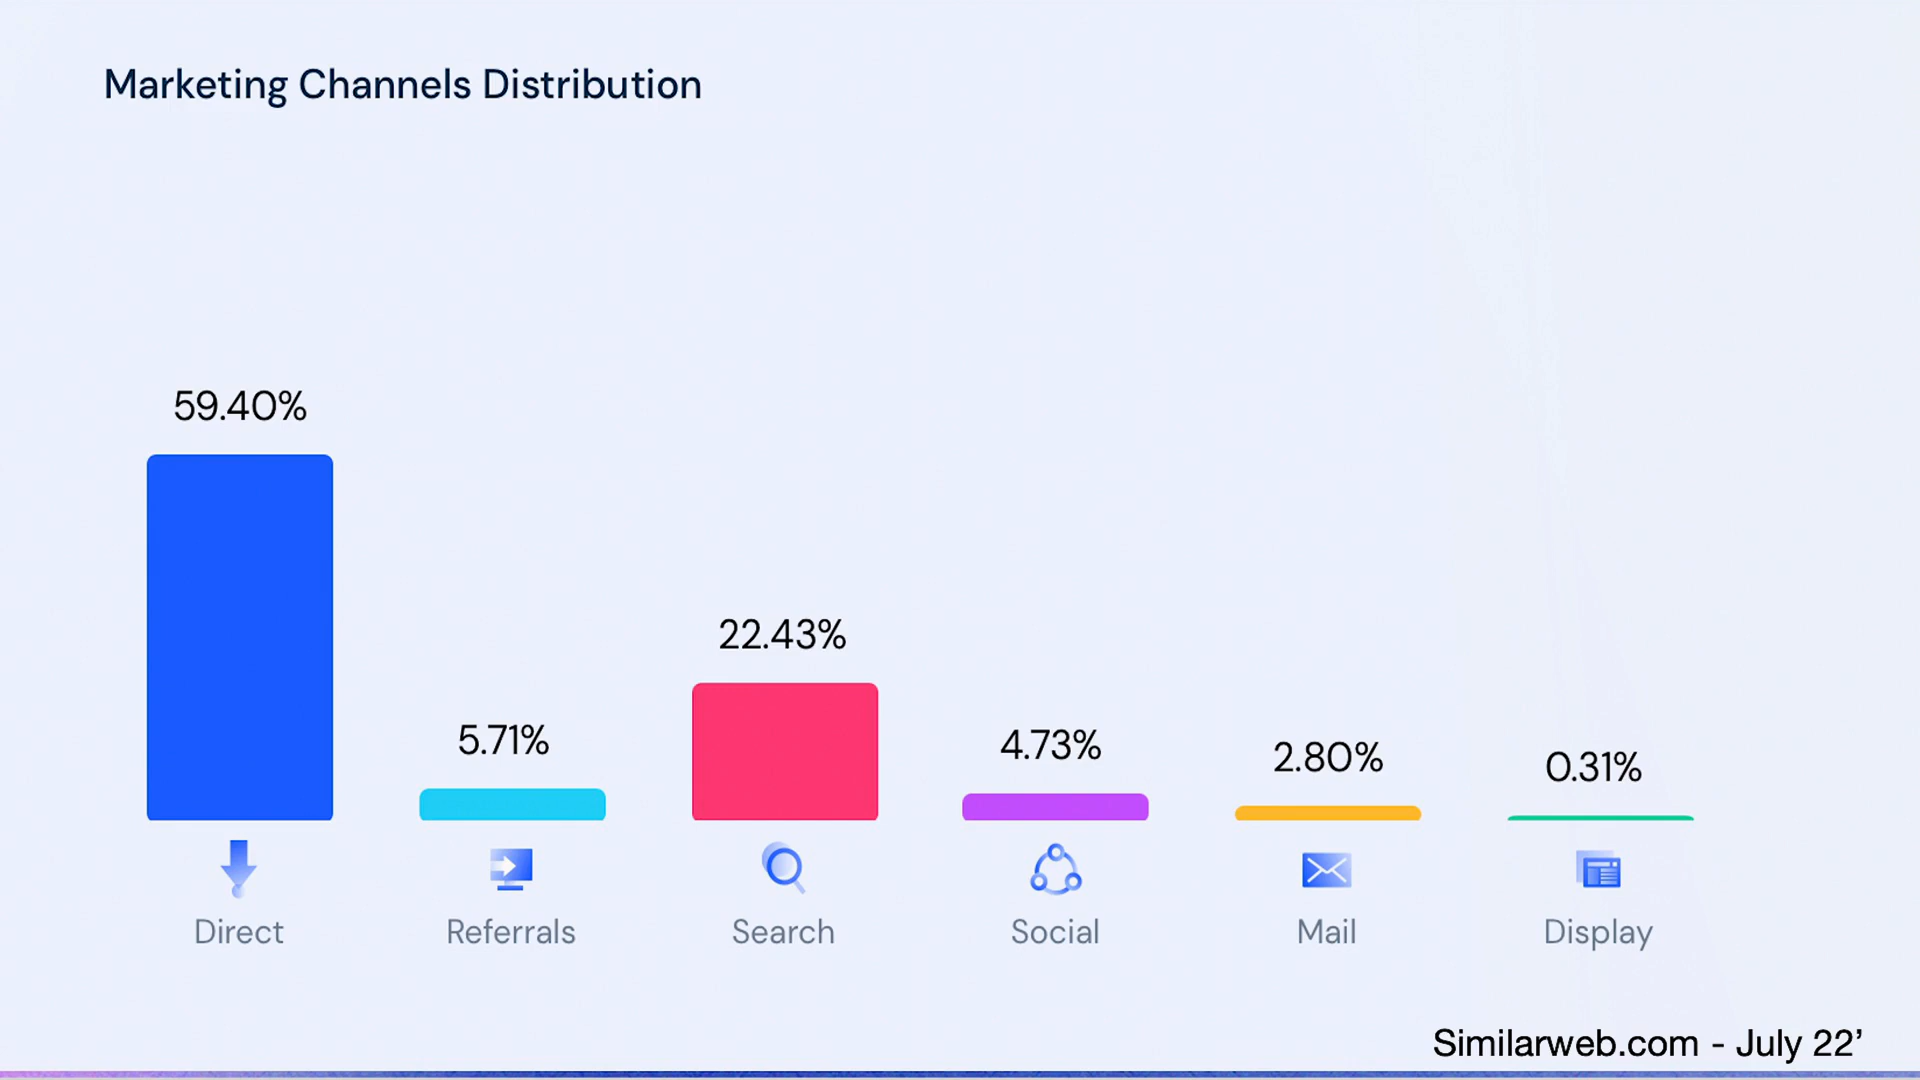 Marketing Channels Distribution
59.40%
5.71%
22.43%
4.73%
2.80%
0.31%
Direct
Referrals
Search
Social
Mail
Display
Similarweb.com - July 22’